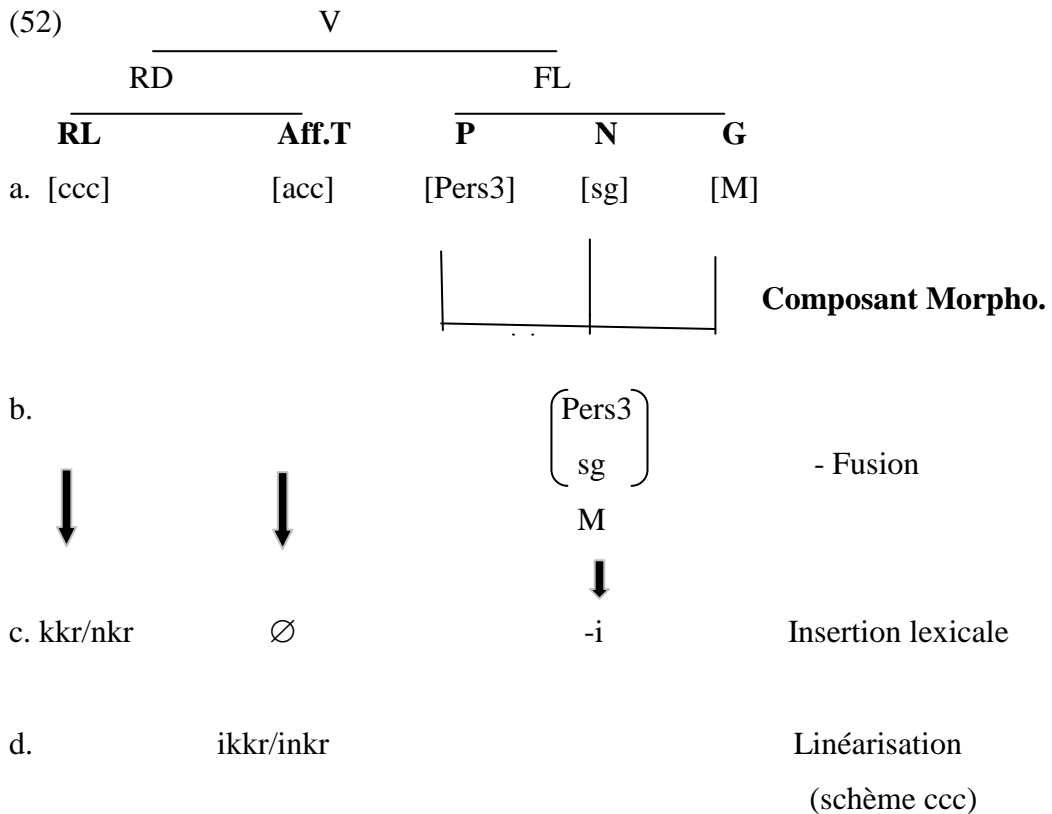 (52) V
RD FL
RL Aff.T P N G
a. [ccc] [acc] [Pers3] [sg] [M]
Composant Morpho.
b. Pers3
sg - Fusion
M
c. kkr/nkr ∅ -i Insertion lexicale
d. ikkr/inkr Linéarisation
(schème ccc)